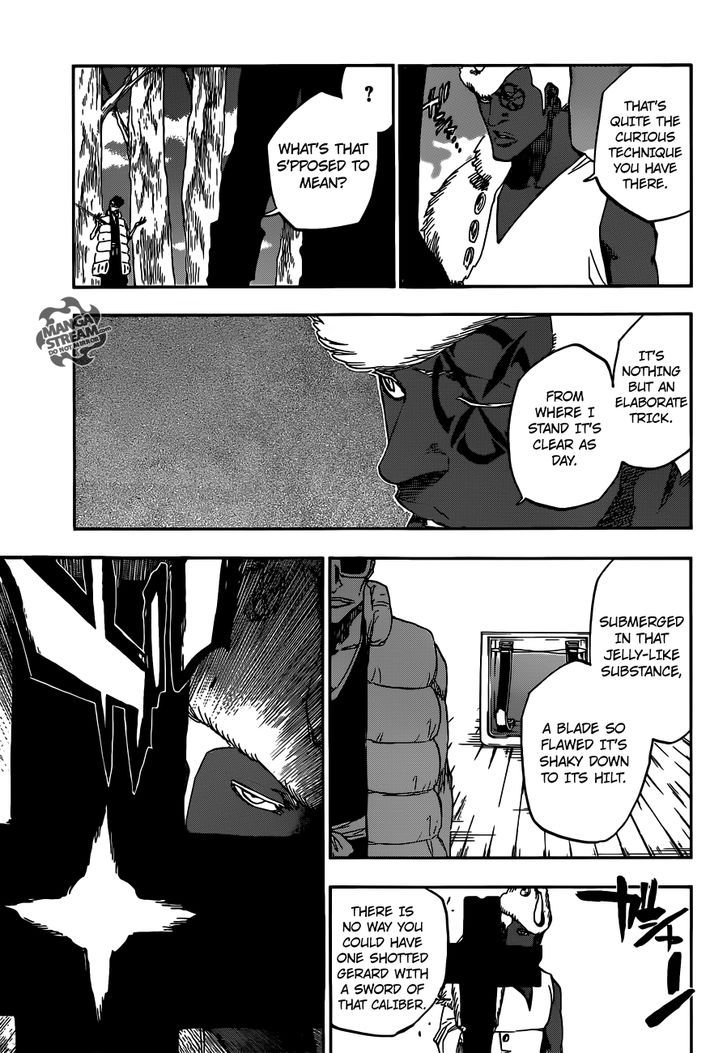 THAT'S
QUITE THE
CURIOUS
TECHNIQUE
YOU HAVE
THERE.
?
WHAT'S THAT
S'PPOSED TO
MEAN?
MANGA
STREAM.com
DO NOT MIRROR!
IT'S
NOTHING
BUT AN
ELABORATE
TRICK.
FROM
WHERE I
STAND IT'S
CLEAR AS
DAY.
SUBMERGED
IN THAT
JELLY-LIKE
SUBSTANCE,
A BLADE SO
FLAWED IT'S
SHAKY DOWN
TO ITS HILT.
THERE IS
NO WAY YOU
COULD HAVE
ONE SHOTTED
GERARD WITH
A SWORD OF
THAT CALIBER.